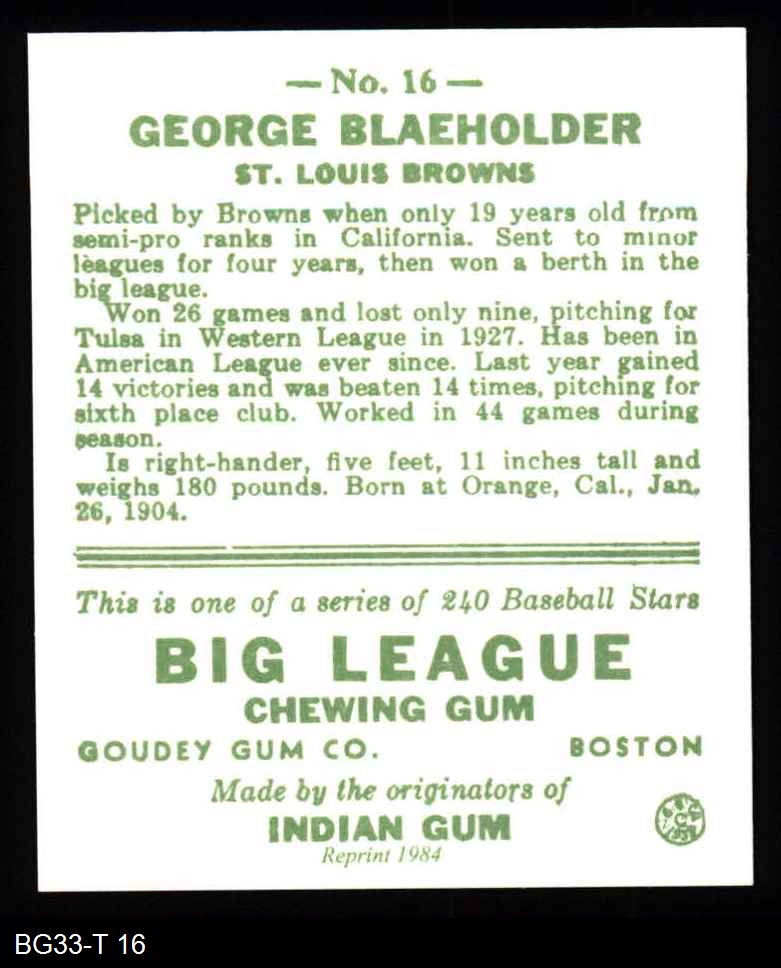 — No. 16 —
GEORGE BLAEHOLDER
ST. LOUIS BROWNS
Picked by Browns when only 19 years old from
semi-pro ranks in California. Sent to minor
leagues for four years, then won a berth in the
big league.
Won 26 games and lost only nine, pitching for
Tulsa in Western League in 1927. Has been in
American League ever since. Last year gained
14 victories and was beaten 14 times, pitching for
sixth place club. Worked in 44 games during
season.
Is right-hander, five feet, 11 inches tall and
weighs 180 pounds. Born at Orange, Cal., Jan.
26, 1904.
This is one of a series of 240 Baseball Stars
BIG LEAGUE
CHEWING GUM
GOUDEY GUM CO. BOSTON
Made by the originators of
INDIAN GUM
Reprint 1984
BG33-T 16